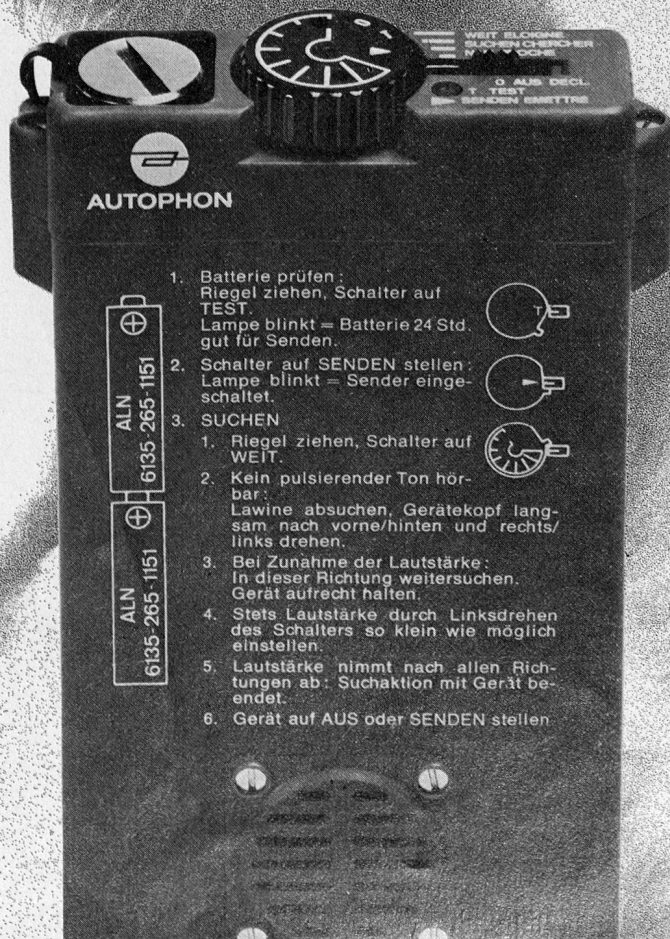 WEIT ELOIGNE
SUCHEN CHERCHER
0 AUS DECL.
T TEST
SENDEN EMETTRE
0
T
AUTOPHON
1. Batterie prüfen :
Riegel ziehen, Schalter auf
TEST.
Lampe blinkt = Batterie 24 Std.
gut für Senden.
T
2. Schalter auf SENDEN stellen :
Lampe blinkt = Sender einge-
schaltet.
3. SUCHEN
1. Riegel ziehen, Schalter auf
WEIT.
2. Kein pulsierender Ton hör-
bar :
Lawine absuchen, Gerätekopf lang-
sam nach vorne/hinten und rechts/
links drehen.
3. Bei Zunahme der Lautstärke :
In dieser Richtung weitersuchen.
Gerät aufrecht halten.
4. Stets Lautstärke durch Linksdrehen
des Schalters so klein wie möglich
einstellen.
5. Lautstärke nimmt nach allen Rich-
tungen ab : Suchaktion mit Gerät be-
endet.
6. Gerät auf AUS oder SENDEN stellen
ALN
6135-265-1151
ALN
6135-265-1151